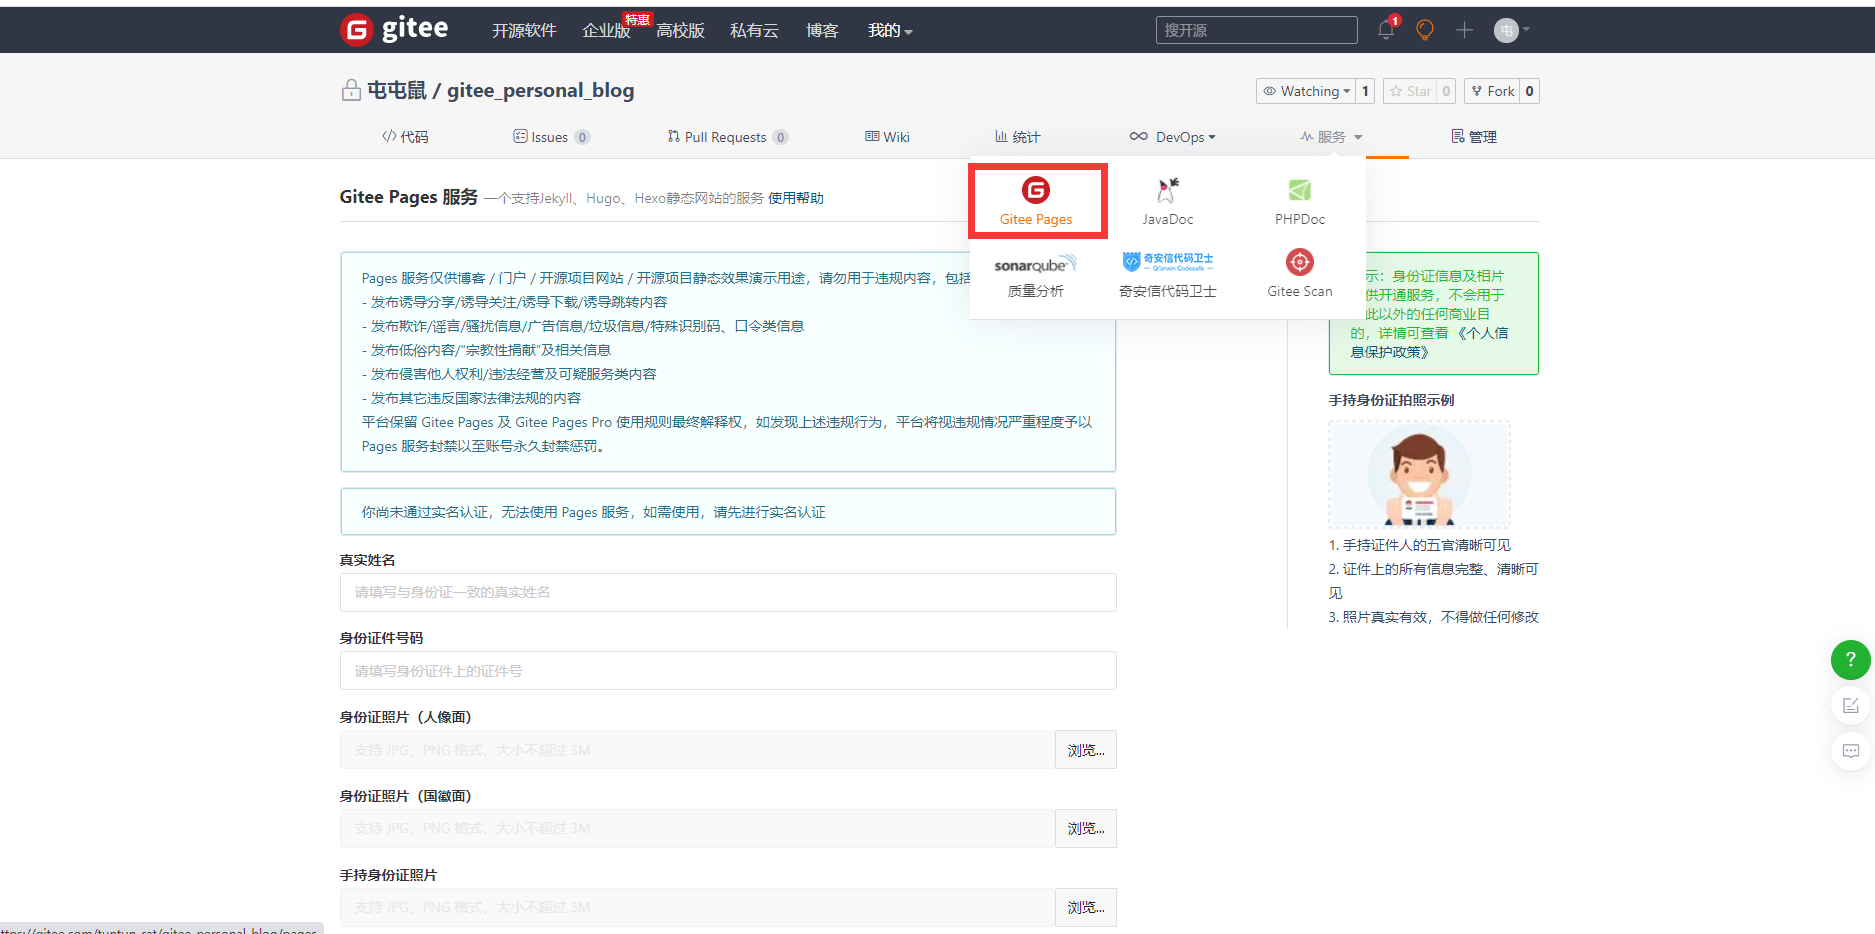 gitee
开源软件
企业版
特惠
高校版
私有云
博客
我的
搜开源
1
屯
屯屯鼠 / gitee_personal_blog
Watching 1
Star 0
Fork 0
代码
Issues 0
Pull Requests 0
Wiki
统计
DevOps
服务
管理
Gitee Pages 服务 一个支持Jekyll、Hugo、Hexo静态网站的服务 使用帮助
Gitee Pages
JavaDoc
PHPDoc
sonarqube
质量分析
奇安信代码卫士
Qi'anxin Codesafe
奇安信代码卫士
Gitee Scan
Pages 服务仅供博客 / 门户 / 开源项目网站 / 开源项目静态效果演示用途，请勿用于违规内容，包括
- 发布诱导分享/诱导关注/诱导下载/诱导跳转内容
- 发布欺诈/谣言/骚扰信息/广告信息/垃圾信息/特殊识别码、口令类信息
- 发布低俗内容/“宗教性捐献”及相关信息
- 发布侵害他人权利/违法经营及可疑服务类内容
- 发布其它违反国家法律法规的内容
平台保留 Gitee Pages 及 Gitee Pages Pro 使用规则最终解释权，如发现上述违规行为，平台将视违规情况严重程度予以
Pages 服务封禁以至账号永久封禁惩罚。
你尚未通过实名认证，无法使用 Pages 服务，如需使用，请先进行实名认证
真实姓名
请填写与身份证一致的真实姓名
身份证件号码
请填写身份证件上的证件号
身份证照片（人像面）
支持 JPG、PNG 格式，大小不超过 3M
浏览...
身份证照片（国徽面）
支持 JPG、PNG 格式，大小不超过 3M
浏览...
手持身份证照片
支持 JPG、PNG 格式，大小不超过 3M
浏览...
示：身份证信息及相片
供开通服务，不会用于
此以外的任何商业目
的，详情可查看 《个人信
息保护政策》
手持身份证拍照示例
1. 手持证件人的五官清晰可见
2. 证件上的所有信息完整、清晰可
见
3. 照片真实有效，不得做任何修改
?
ttps://gitee.com/tuntun-rat/gitee_personal_blog/pages